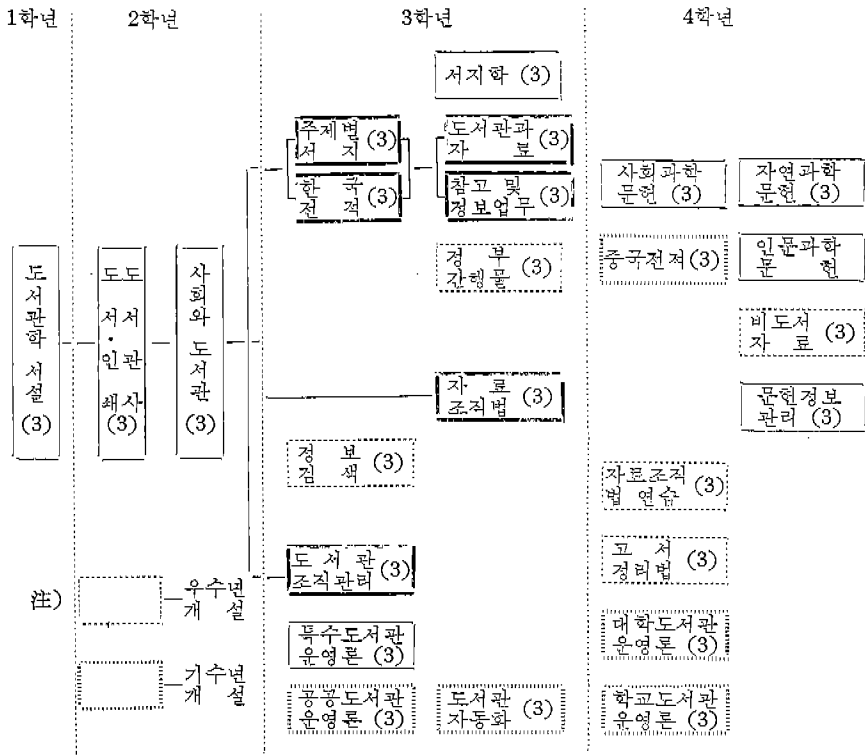 1학년 2학년 3학년 4학년
서지학 (3)
주제별
서 지 (3)
도서관과
자 료 (3)
한 국
전 적 (3)
참고 및
정보업무 (3)
사회과학
문헌 (3)
자연과학
문헌 (3)
정 부
간행물 (3)
중국전적 (3)
인문과학
문 헌
도서관학 서설 (3)
도서·인쇄
도서관사
(3)
사회와 도서관 (3)
비도서
자 료 (3)
자 료
조직법 (3)
문헌정보
관리 (3)
정 보
검 색 (3)
자료조직
법 연습 (3)
고 서
정리법 (3)
도 서 관
조직관리 (3)
注)
우수년
개 설
특수도서관
운영론 (3)
대학도서관
운영론 (3)
기수년
개 설
공공도서관
운영론 (3)
도서관
자동화 (3)
학교도서관
운영론 (3)